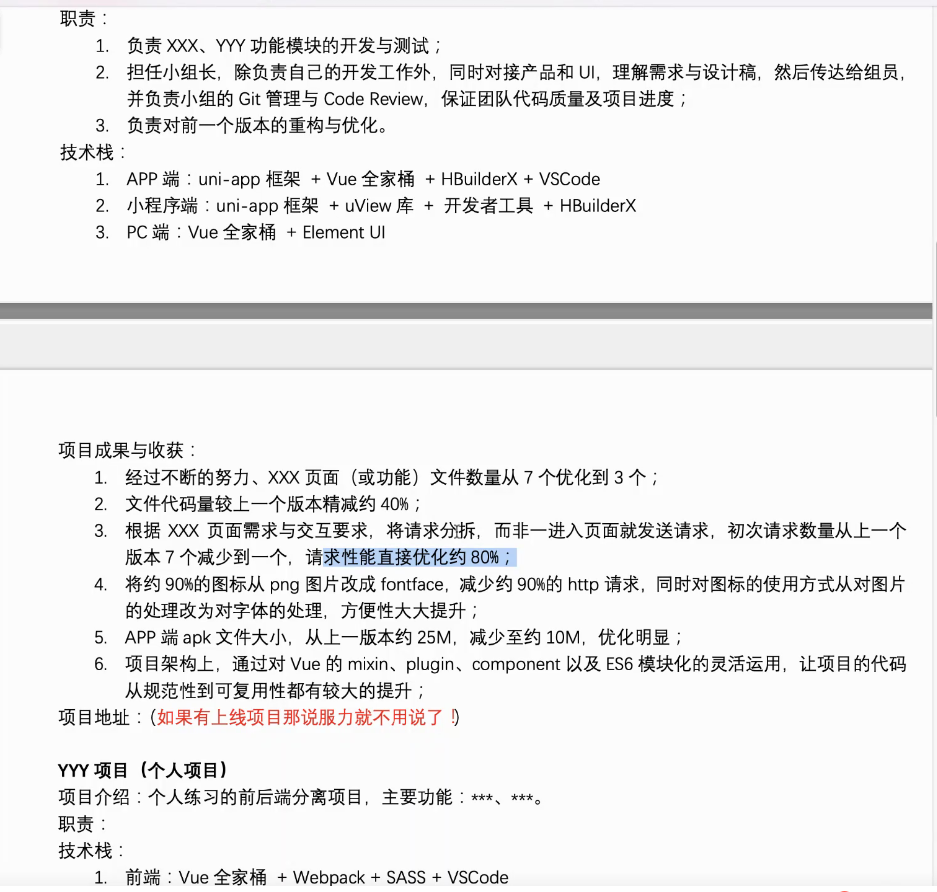 职责：
1. 负责 XXX、YYY 功能模块的开发与测试；
2. 担任小组长，除负责自己的开发工作外，同时对接产品和 UI，理解需求与设计稿，然后传达给组员，
并负责小组的 Git 管理与 Code Review，保证团队代码质量及项目进度；
3. 负责对前一个版本的重构与优化。
技术栈：
1. APP 端：uni-app 框架 + Vue 全家桶 + HBuilderX + VSCode
2. 小程序端：uni-app 框架 + uView 库 + 开发者工具 + HBuilderX
3. PC 端：Vue 全家桶 + Element UI
项目成果与收获：
1. 经过不断的努力、XXX 页面（或功能）文件数量从 7 个优化到 3 个；
2. 文件代码量较上一个版本精减约 40%；
3. 根据 XXX 页面需求与交互要求，将请求分拆，而非一进入页面就发送请求，初次请求数量从上一个
版本 7 个减少到一个，请求性能直接优化约 80%；
4. 将约 90%的图标从 png 图片改成 fontface，减少约 90%的 http 请求，同时对图标的使用方式从对图片
的处理改为对字体的处理，方便性大大提升；
5. APP 端 apk 文件大小，从上一版本约 25M，减少至约 10M，优化明显；
6. 项目架构上，通过对 Vue 的 mixin、plugin、component 以及 ES6 模块化的灵活运用，让项目的代码
从规范性到可复用性都有较大的提升；
项目地址：(如果有上线项目那说服力就不用说了！)
YYY 项目（个人项目）
项目介绍：个人练习的前后端分离项目，主要功能：***、***。
职责：
技术栈：
1. 前端：Vue 全家桶 + Webpack + SASS + VSCode